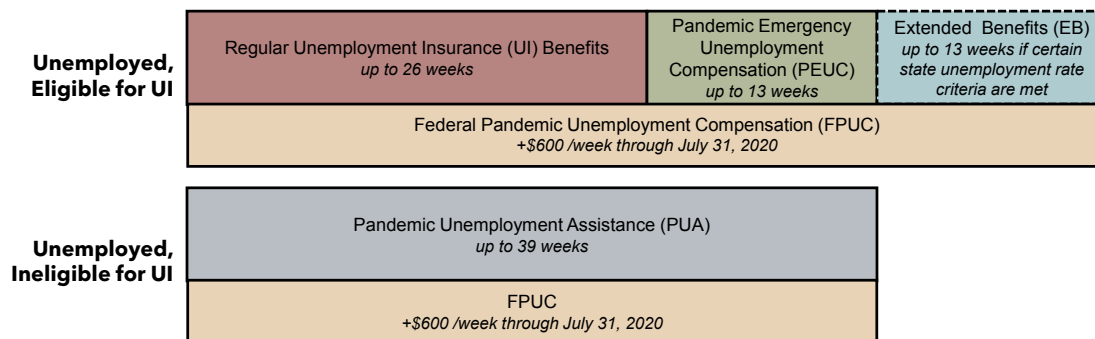 Unemployed,
Eligible for UI
Regular Unemployment Insurance (UI) Benefits
up to 26 weeks
Pandemic Emergency
Unemployment
Compensation (PEUC)
up to 13 weeks
Extended Benefits (EB)
up to 13 weeks if certain
state unemployment rate
criteria are met
Federal Pandemic Unemployment Compensation (FPUC)
+$600 /week through July 31, 2020
Unemployed,
Ineligible for UI
Pandemic Unemployment Assistance (PUA)
up to 39 weeks
FPUC
+$600 /week through July 31, 2020